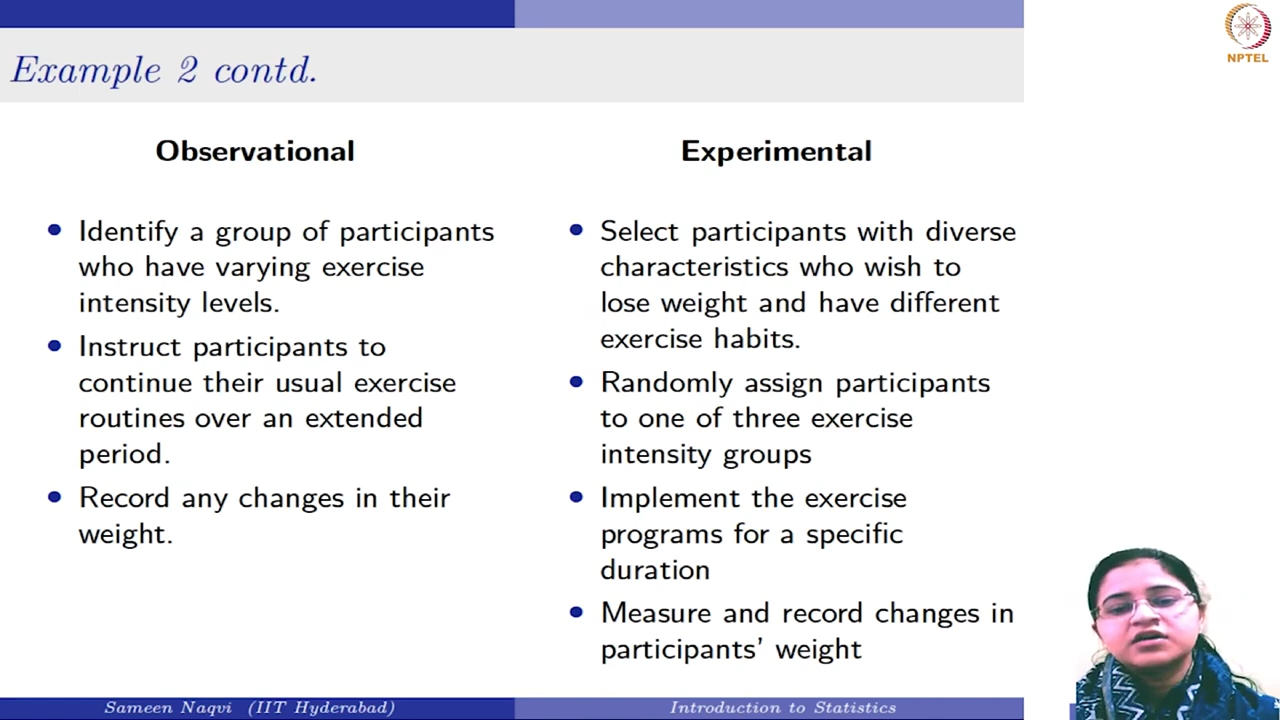 Example 2 contd.
NPTEL
Observational
Identify a group of participants
who have varying exercise
intensity levels.
Instruct participants to
continue their usual exercise
routines over an extended
period.
Record any changes in their
weight.
Experimental
Select participants with diverse
characteristics who wish to
lose weight and have different
exercise habits.
Randomly assign participants
to one of three exercise
intensity groups
Implement the exercise
programs for a specific
duration
Measure and record changes in
participants' weight
Sameen Naqvi (IIT Hyderabad)
Introduction to Statistics